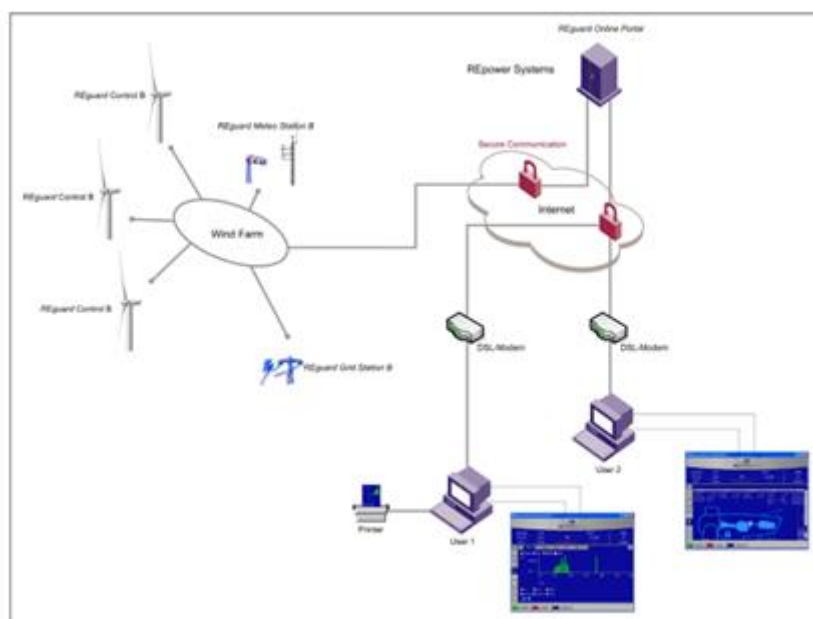 REguard Online Portal
REpower Systems
REguard Control B
REguard Meteo Station B
Secure Communication
REguard Control B
Internet
Wind Farm
REguard Control B
DSL-Modem
DSL-Modem
REguard Grid Station B
User 2
Printer
User 1